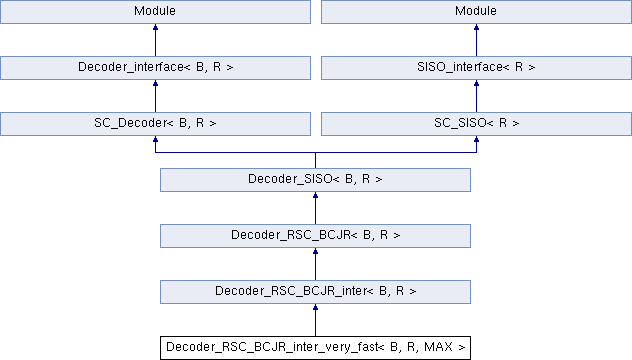 Module
Module
Decoder_interface< B, R >
SISO_interface< R >
SC_Decoder< B, R >
SC_SISO< R >
Decoder_SISO< B, R >
Decoder_RSC_BCJR< B, R >
Decoder_RSC_BCJR_inter< B, R >
Decoder_RSC_BCJR_inter_very_fast< B, R, MAX >